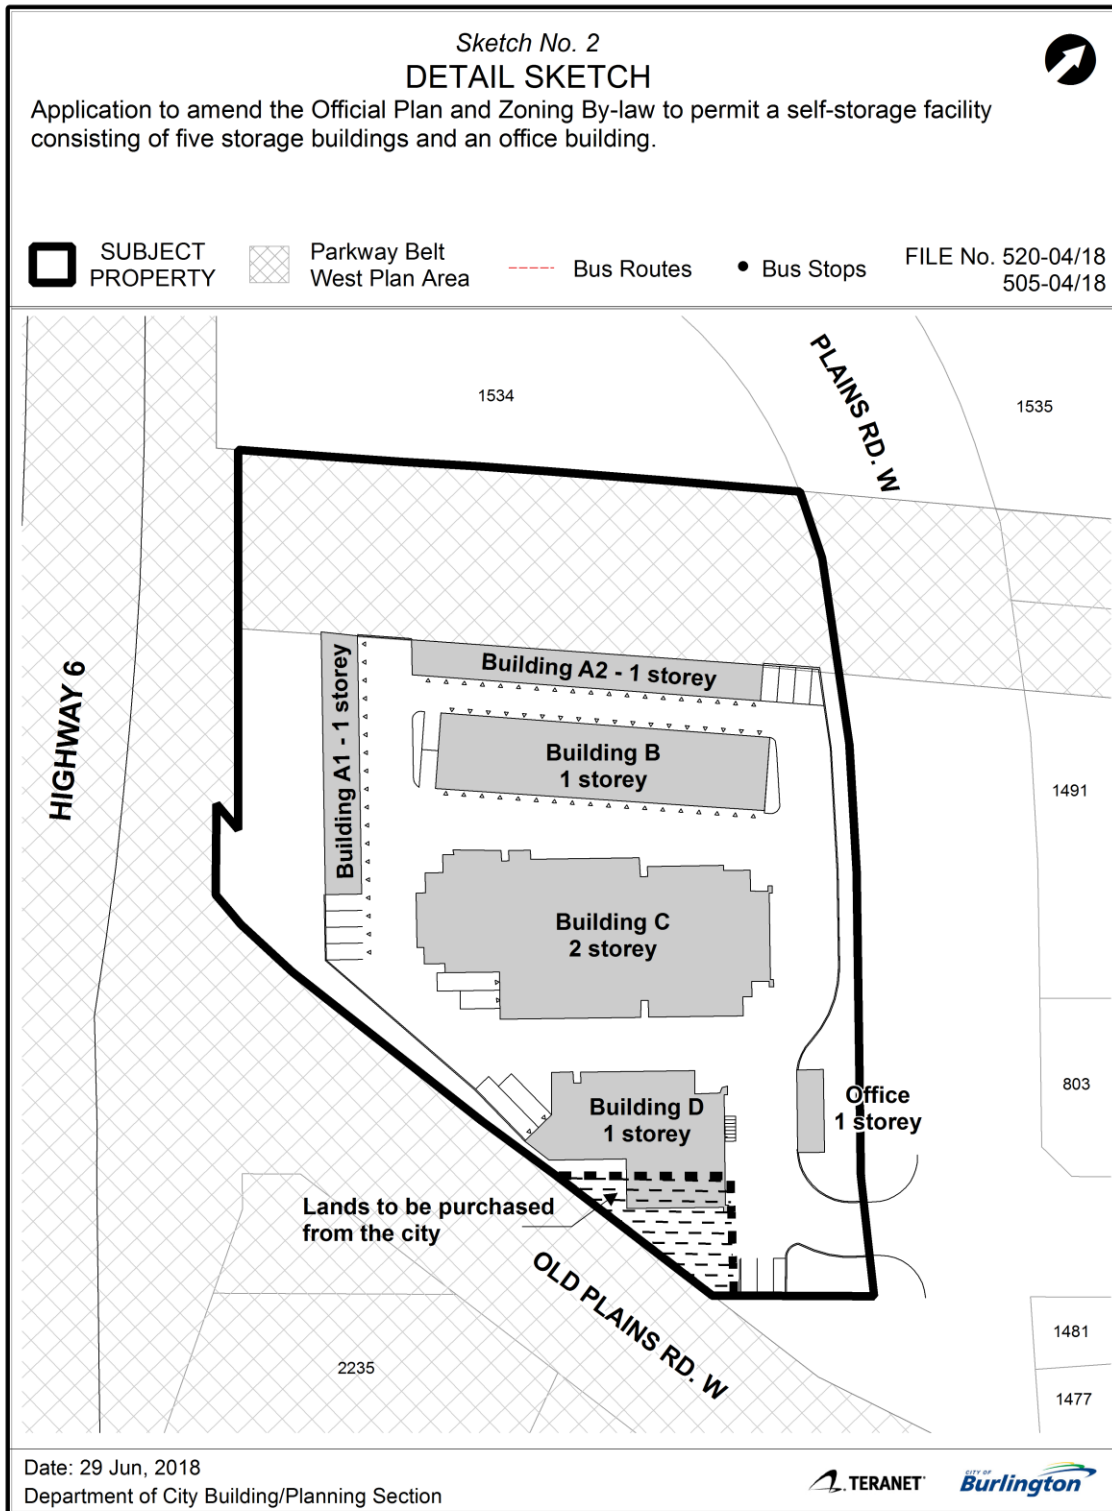 Sketch No. 2
DETAIL SKETCH
Application to amend the Official Plan and Zoning By-law to permit a self-storage facility
consisting of five storage buildings and an office building.
SUBJECT
PROPERTY
Parkway Belt
West Plan Area
Bus Routes
Bus Stops
FILE No. 520-04/18
505-04/18
1534
PLAINS RD. W
1535
HIGHWAY 6
Building A1 - 1 storey
Building A2 - 1 storey
Building B
1 storey
1491
Building C
2 storey
803
Office
1 storey
Building D
1 storey
Lands to be purchased
from the city
OLD PLAINS RD. W
2235
1481
1477
Date: 29 Jun, 2018
Department of City Building/Planning Section
TERANET
CITY OF
Burlington